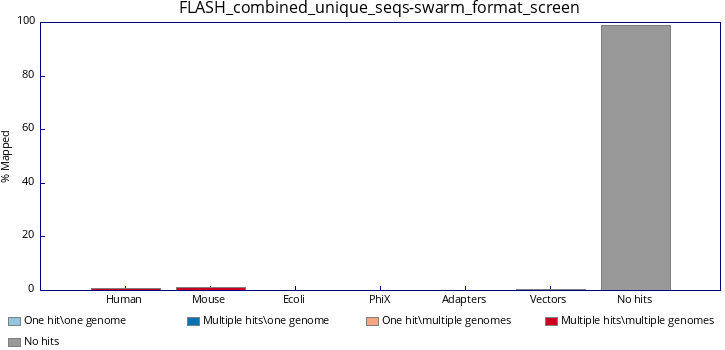 FLASH_combined_unique_seqs-swarm_format_screen
100
80
60
40
20
0
% Mapped
Human Mouse Ecoli PhiX Adapters Vectors No hits
One hit\one genome Multiple hits\one genome One hit\multiple genomes Multiple hits\multiple genomes
No hits